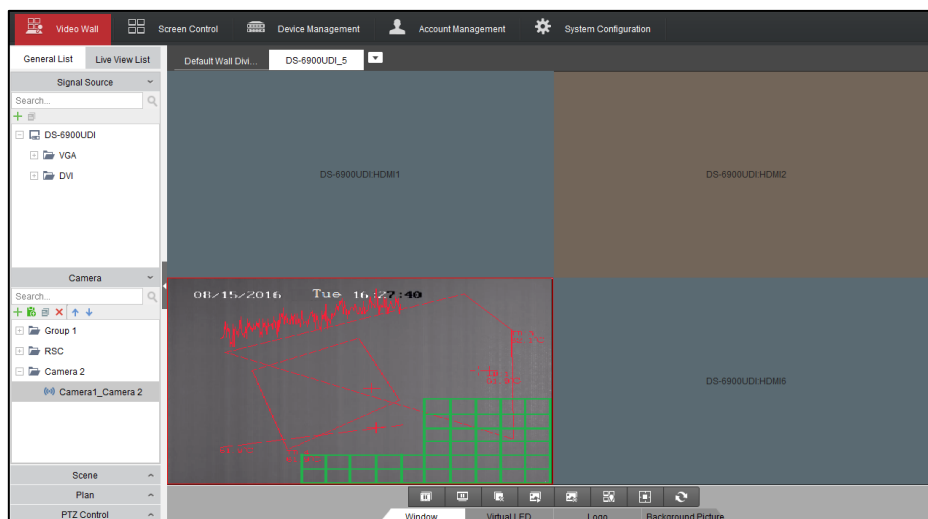 Video Wall Screen Control Device Management Account Management System Configuration
General List Live View List Default Wall Divi... DS-6900UDI_5
Signal Source
Search...
DS-6900UDI
VGA
DVI
DS-6900UDI:HDMI1 DS-6900UDI:HDMI2
Camera
Search...
Group 1
RSC
Camera 2
Camera1_Camera 2
08/15/2016 Tue 16:27:40
DS-6900UDI:HDMI6
Scene
Plan
PTZ Control
Window Virtual LED Logo Background Picture